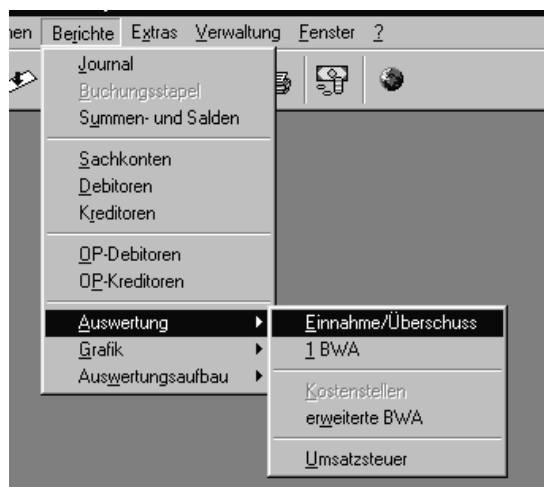 Berichte Extras Verwaltung Fenster ?
Journal
Buchungsstapel
Summen- und Salden
Sachkonten
Debitoren
Kreditoren
OP-Debitoren
OP-Kreditoren
Auswertung
Grafik
Auswertungsaufbau
Einnahme/Überschuss
1 BWA
Kostenstellen
erweiterte BWA
Umsatzsteuer